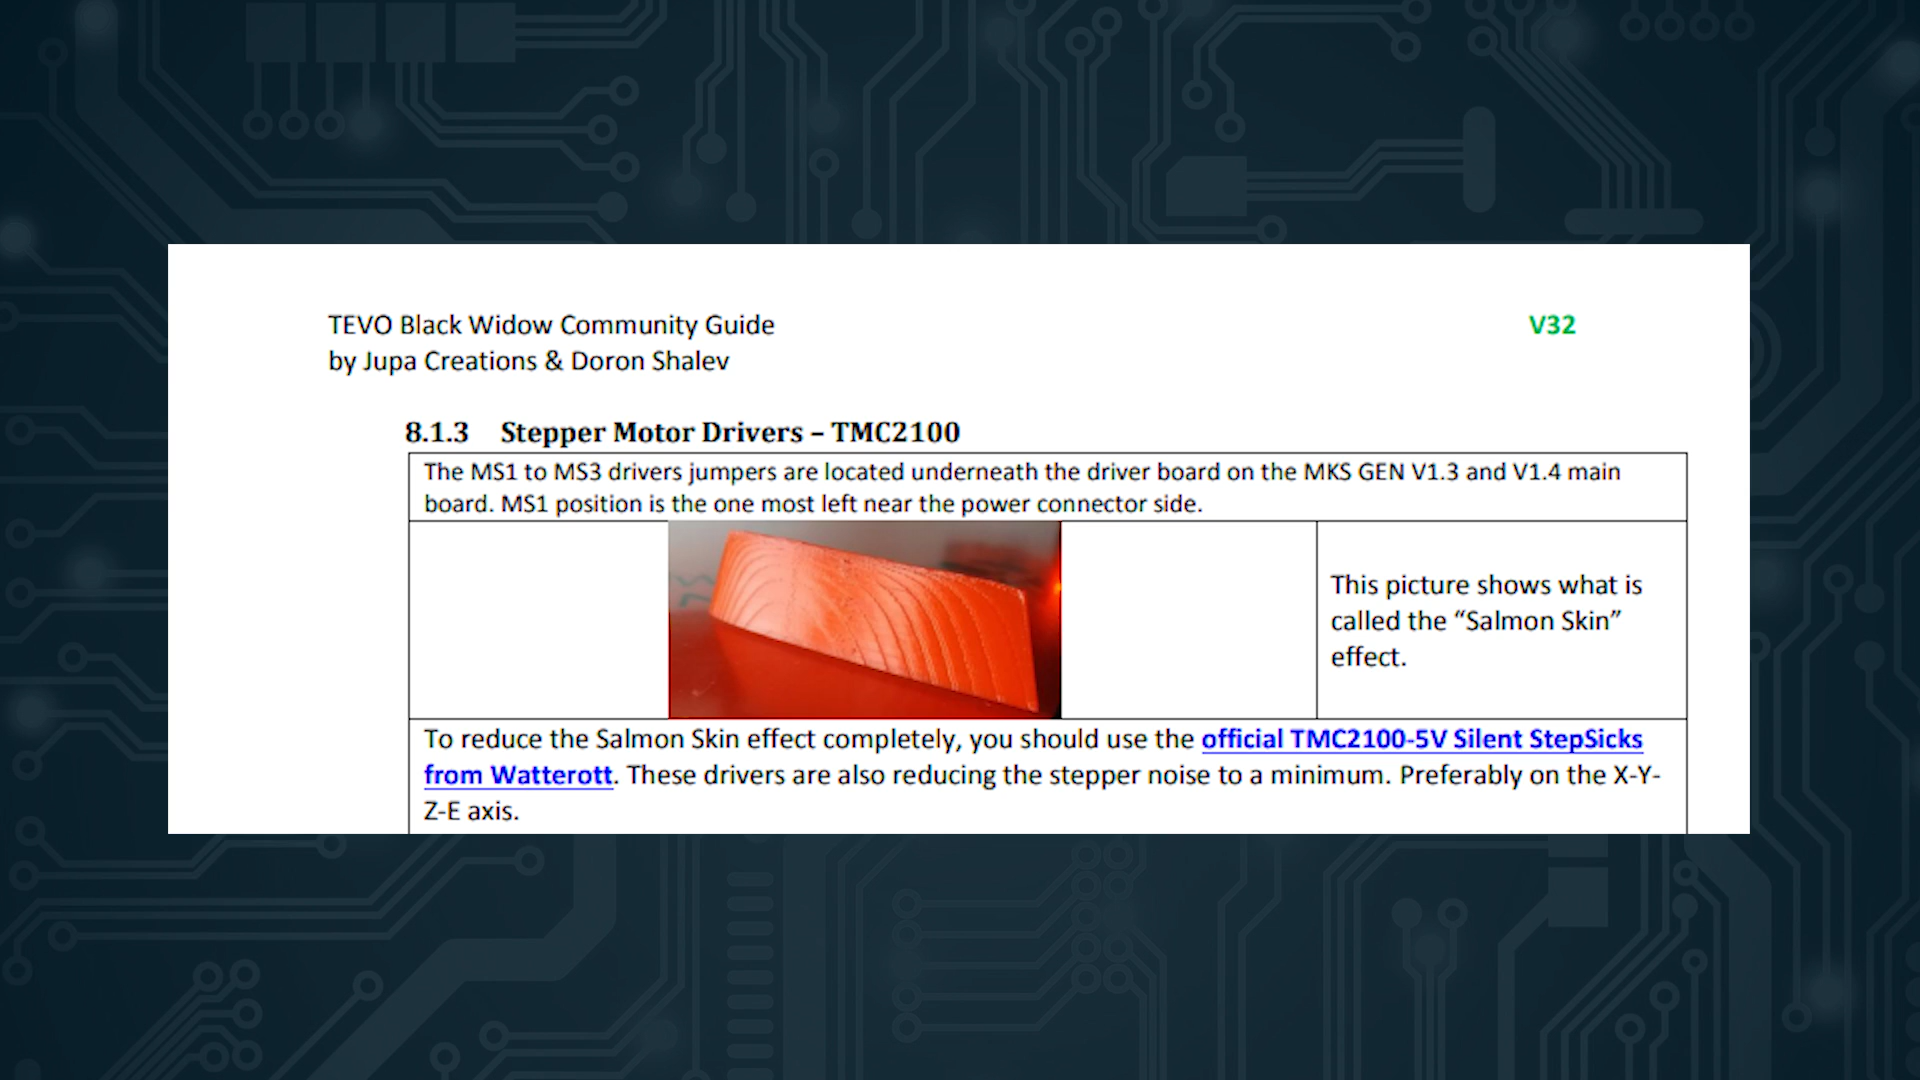 TEVO Black Widow Community Guide
V32
by Jupa Creations & Doron Shalev
8.1.3 Stepper Motor Drivers – TMC2100
The MS1 to MS3 drivers jumpers are located underneath the driver board on the MKS GEN V1.3 and V1.4 main
board. MS1 position is the one most left near the power connector side.
This picture shows what is
called the “Salmon Skin”
effect.
To reduce the Salmon Skin effect completely, you should use the official TMC2100-5V Silent StepSicks
from Watterott. These drivers are also reducing the stepper noise to a minimum. Preferably on the X-Y-
Z-E axis.